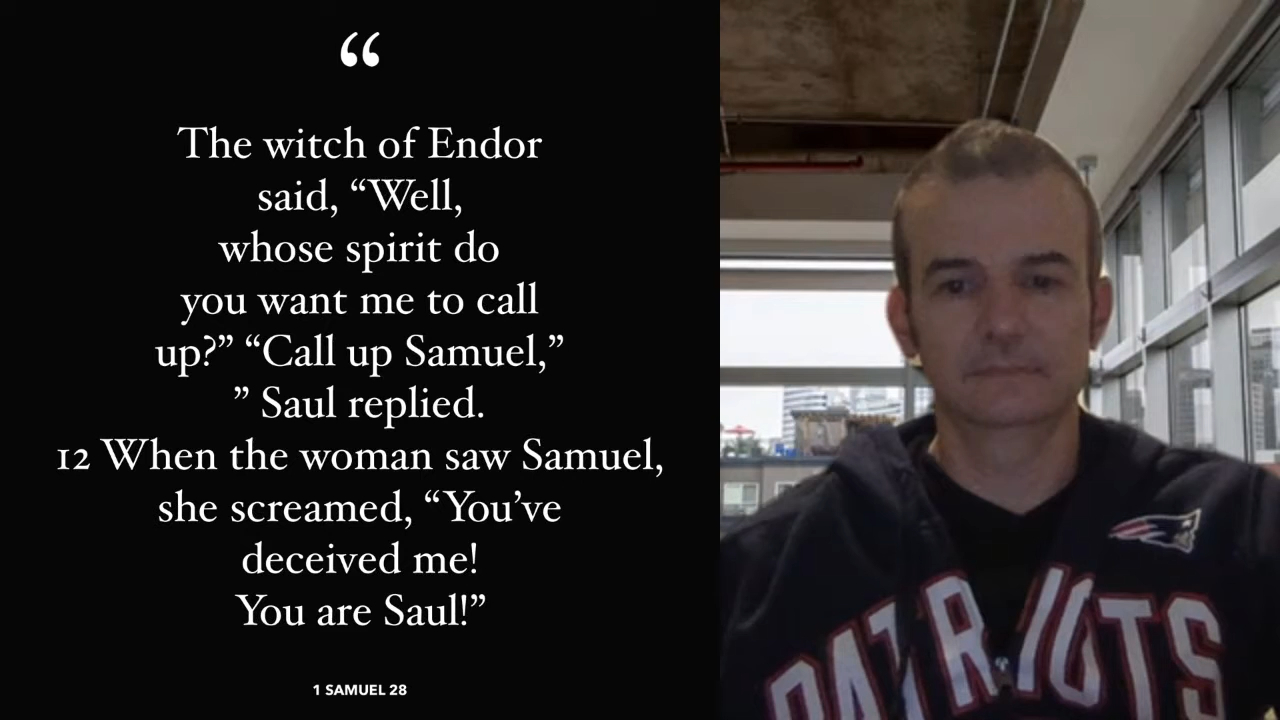 “
The witch of Endor
said, “Well,
whose spirit do
you want me to call
up?” “Call up Samuel,”
” Saul replied.
12 When the woman saw Samuel,
she screamed, “You’ve
deceived me!
You are Saul!”
1 SAMUEL 28
PATRIOTS